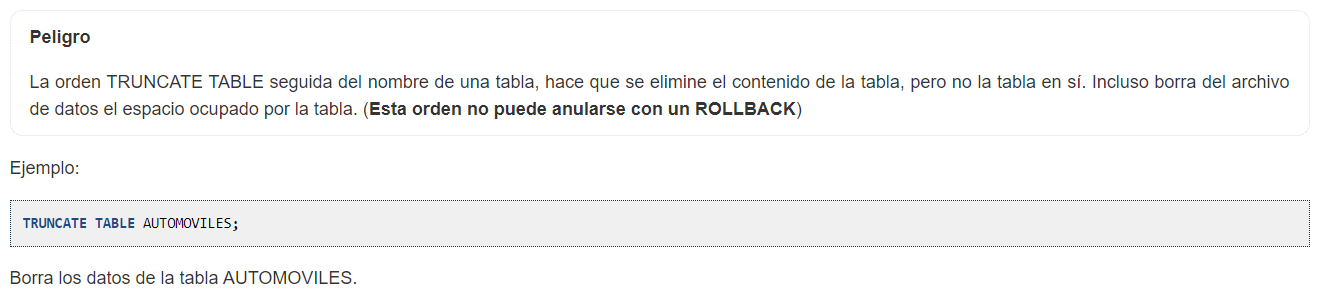 Peligro
La orden TRUNCATE TABLE seguida del nombre de una tabla, hace que se elimine el contenido de la tabla, pero no la tabla en sí. Incluso borra del archivo
de datos el espacio ocupado por la tabla. (Esta orden no puede anularse con un ROLLBACK)
Ejemplo:
TRUNCATE TABLE AUTOMOVILES;
Borra los datos de la tabla AUTOMOVILES.